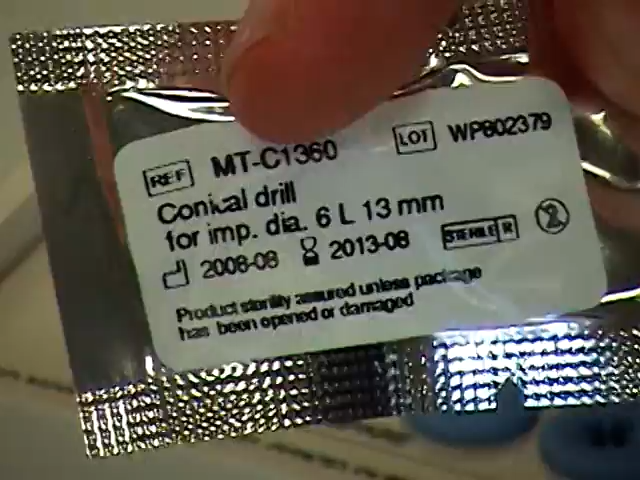 REF MT-C1360 LOT WP802379
Conical drill
for imp. dia. 6 L 13 mm
2008-08 2013-08 STERILE R 2
Product sterility assured unless package
has been opened or damaged